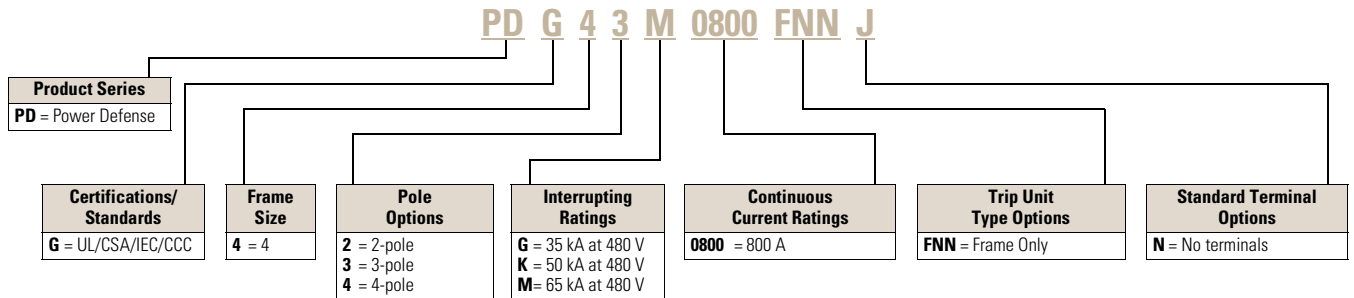 PD G 4 3 M 0800 FNN J
Product Series
PD = Power Defense
Certifications/
Standards
G = UL/CSA/IEC/CCC
Frame
Size
4 = 4
Pole
Options
2 = 2-pole
3 = 3-pole
4 = 4-pole
Interrupting
Ratings
G = 35 kA at 480 V
K = 50 kA at 480 V
M= 65 kA at 480 V
Continuous
Current Ratings
0800 = 800 A
Trip Unit
Type Options
FNN = Frame Only
Standard Terminal
Options
N = No terminals